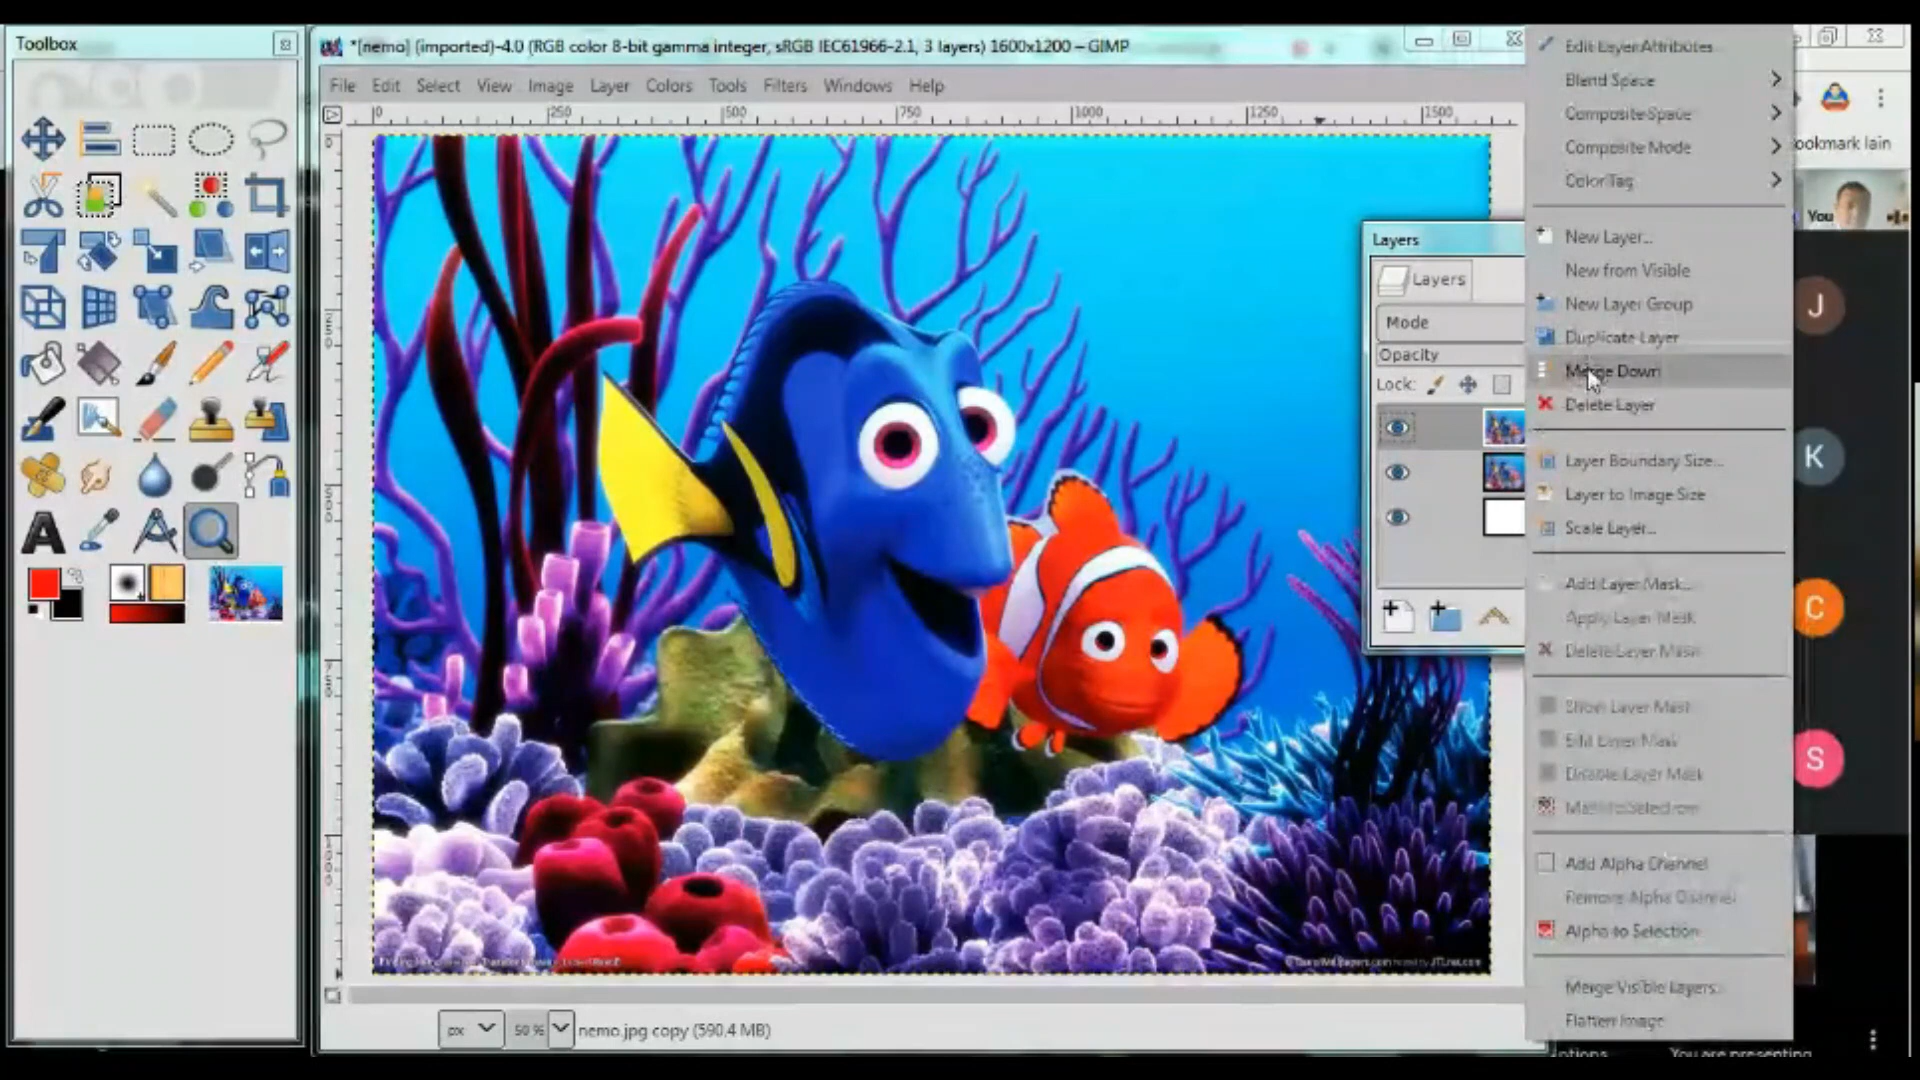 Toolbox
*[nemo] (imported)-4.0 (RGB color 8-bit gamma integer, sRGB IEC61966-2.1, 3 layers) 1600x1200 – GIMP
File Edit Select View Image Layer Colors Tools Filters Windows Help
0 250 500 750 1000 1250 1500
Layers
Layers
Mode
Opacity
Lock:
Edit Layer Attributes...
Blend Space
Composite Space
Composite Mode
Color Tag
New Layer...
New from Visible
New Layer Group
Duplicate Layer
Merge Down
Delete Layer
Layer Boundary Size...
Layer to Image Size
Scale Layer...
Add Layer Mask...
Apply Layer Mask
Delete Layer Mask
Show Layer Mask
Edit Layer Mask
Disable Layer Mask
Mask to Selection
Add Alpha Channel
Remove Alpha Channel
Alpha to Selection
Merge Visible Layers...
Flatten Image
ookmark lain
You
J
K
C
S
px 50 % nemo.jpg copy (590.4 MB)
You are presenting